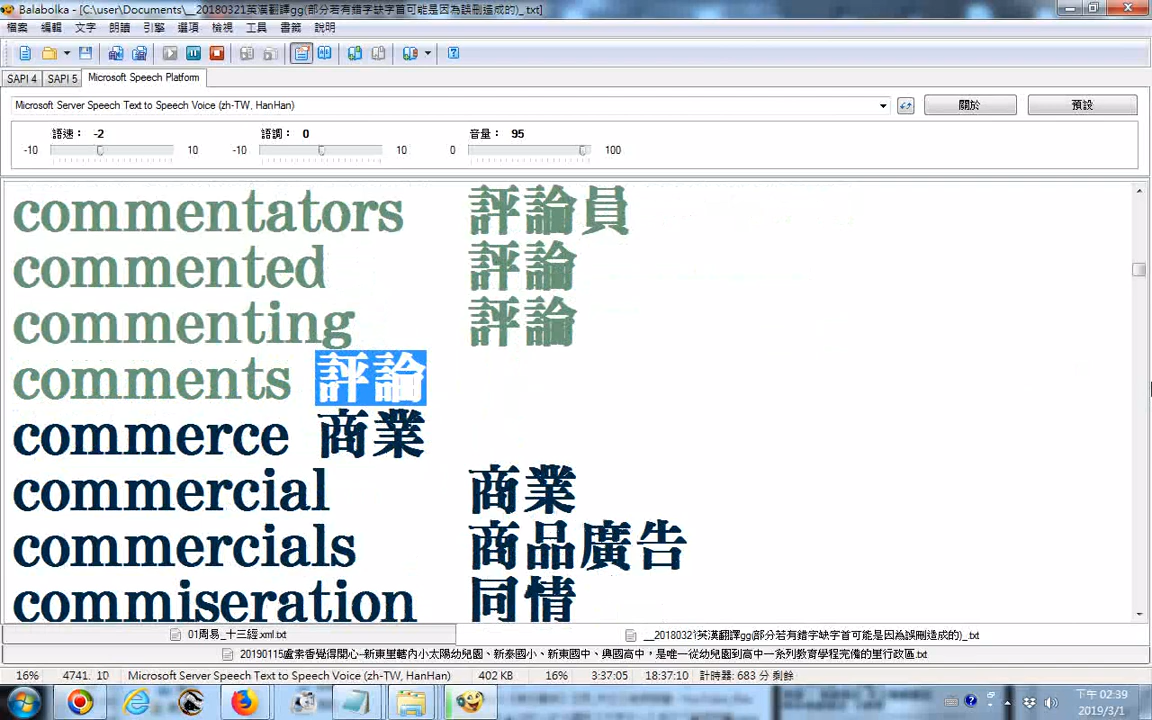 Balabolka - [C:\user\Documents\__20180321英漢翻譯gg(部分若有錯字缺字首可能是因為誤刪造成的)_.txt]
檔案 編輯 文字 朗讀 引擎 選項 檢視 工具 書籤 說明
SAPI 4 SAPI 5 Microsoft Speech Platform
Microsoft Server Speech Text to Speech Voice (zh-TW, HanHan) 關於 預設
語速： -2 語調： 0 音量： 95
-10 10 -10 10 0 100
commentators 評論員
commented 評論
commenting 評論
comments 評論
commerce 商業
commercial 商業
commercials 商品廣告
commiseration 同情
01周易_十三經.xml.txt __20180321英漢翻譯gg(部分若有錯字缺字首可能是因為誤刪造成的)_.txt
20190115盧素香覺得開心--新東里轄內小太陽幼兒園、新泰國小、新東國中、興國高中，是唯一從幼兒園到高中一系列教育學程完備的里行政區.txt
16% 4741. 10 Microsoft Server Speech Text to Speech Voice (zh-TW, HanHan) 402 KB 16% 3:37:05 18:37:10 計時器: 683 分 剩餘
下午 02:39
2019/3/1